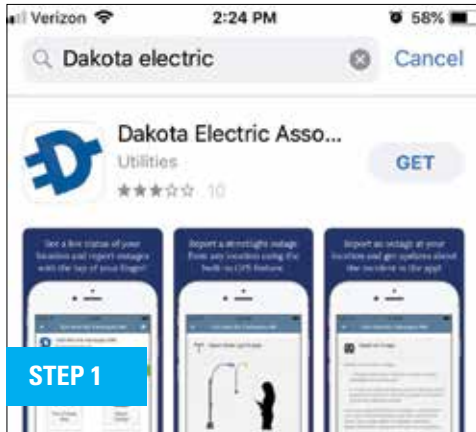 Verizon 2:24 PM 58%
Dakota electric Cancel
Dakota Electric Asso...
Utilities
GET
10
See a live status of your
location and report outages
with the tap of your finger!
Report a streetlight outage
from any location using the
built-in GPS feature.
Report an outage at your
location and get updates about
the incident in the app!
STEP 1